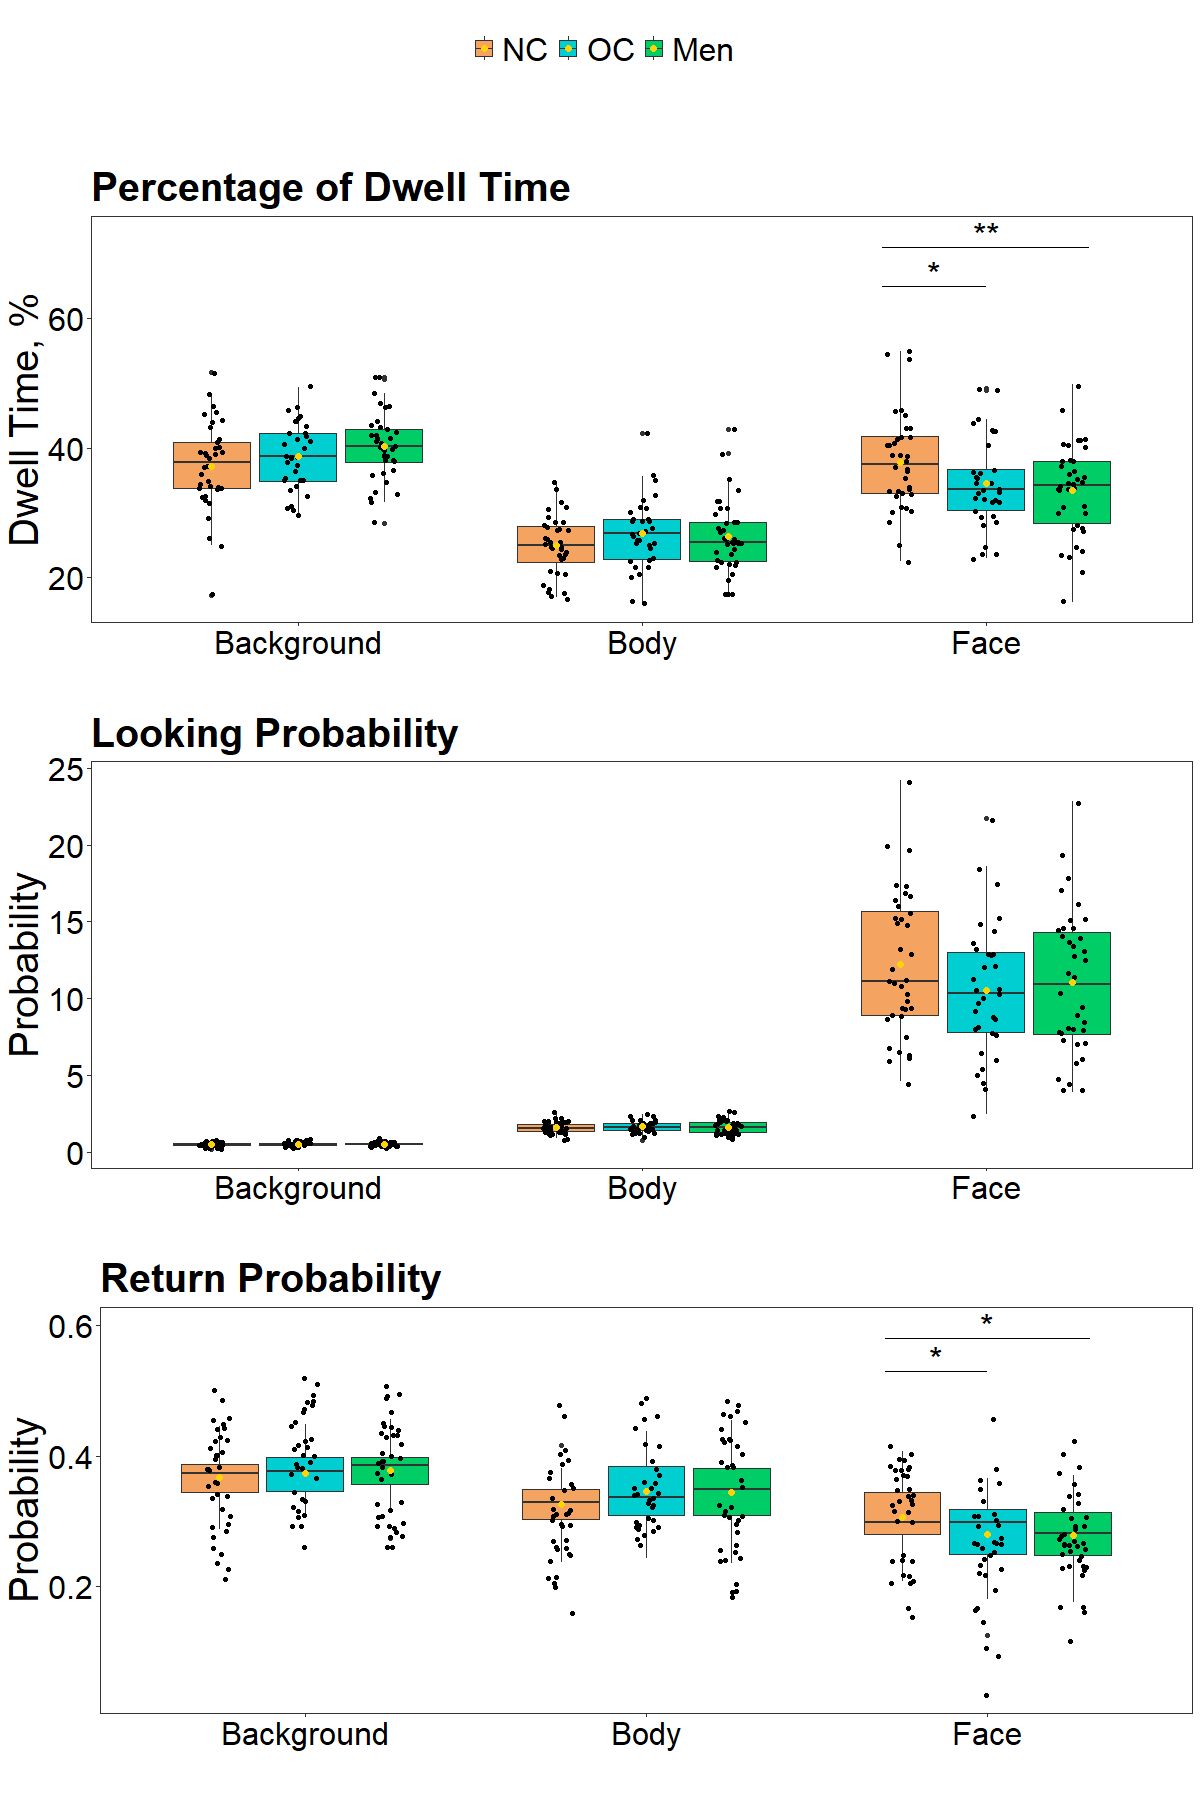 NC OC Men
Percentage of Dwell Time
**
*
Dwell Time, %
60
40
20
Background Body Face
Looking Probability
Probability
25
20
15
10
5
0
Background Body Face
Return Probability
*
*
Probability
0.6
0.4
0.2
Background Body Face